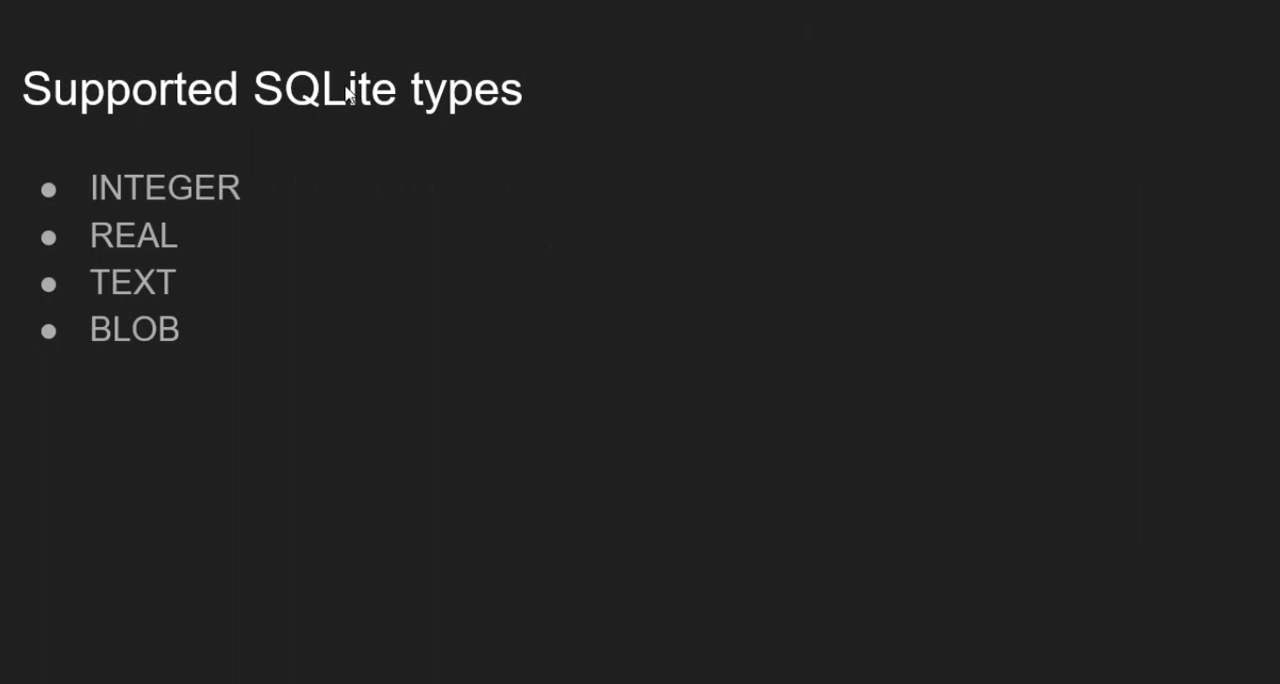 Supported SQLite types
● INTEGER
● REAL
● TEXT
● BLOB